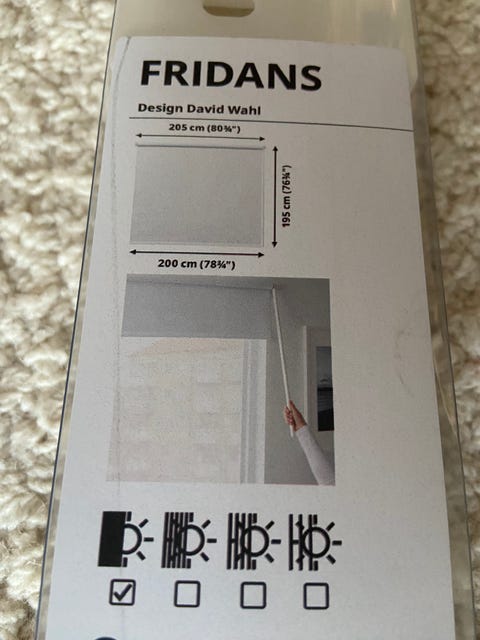 FRIDANS
Design David Wahl
205 cm (80¾")
195 cm (76¾")
200 cm (78¾")